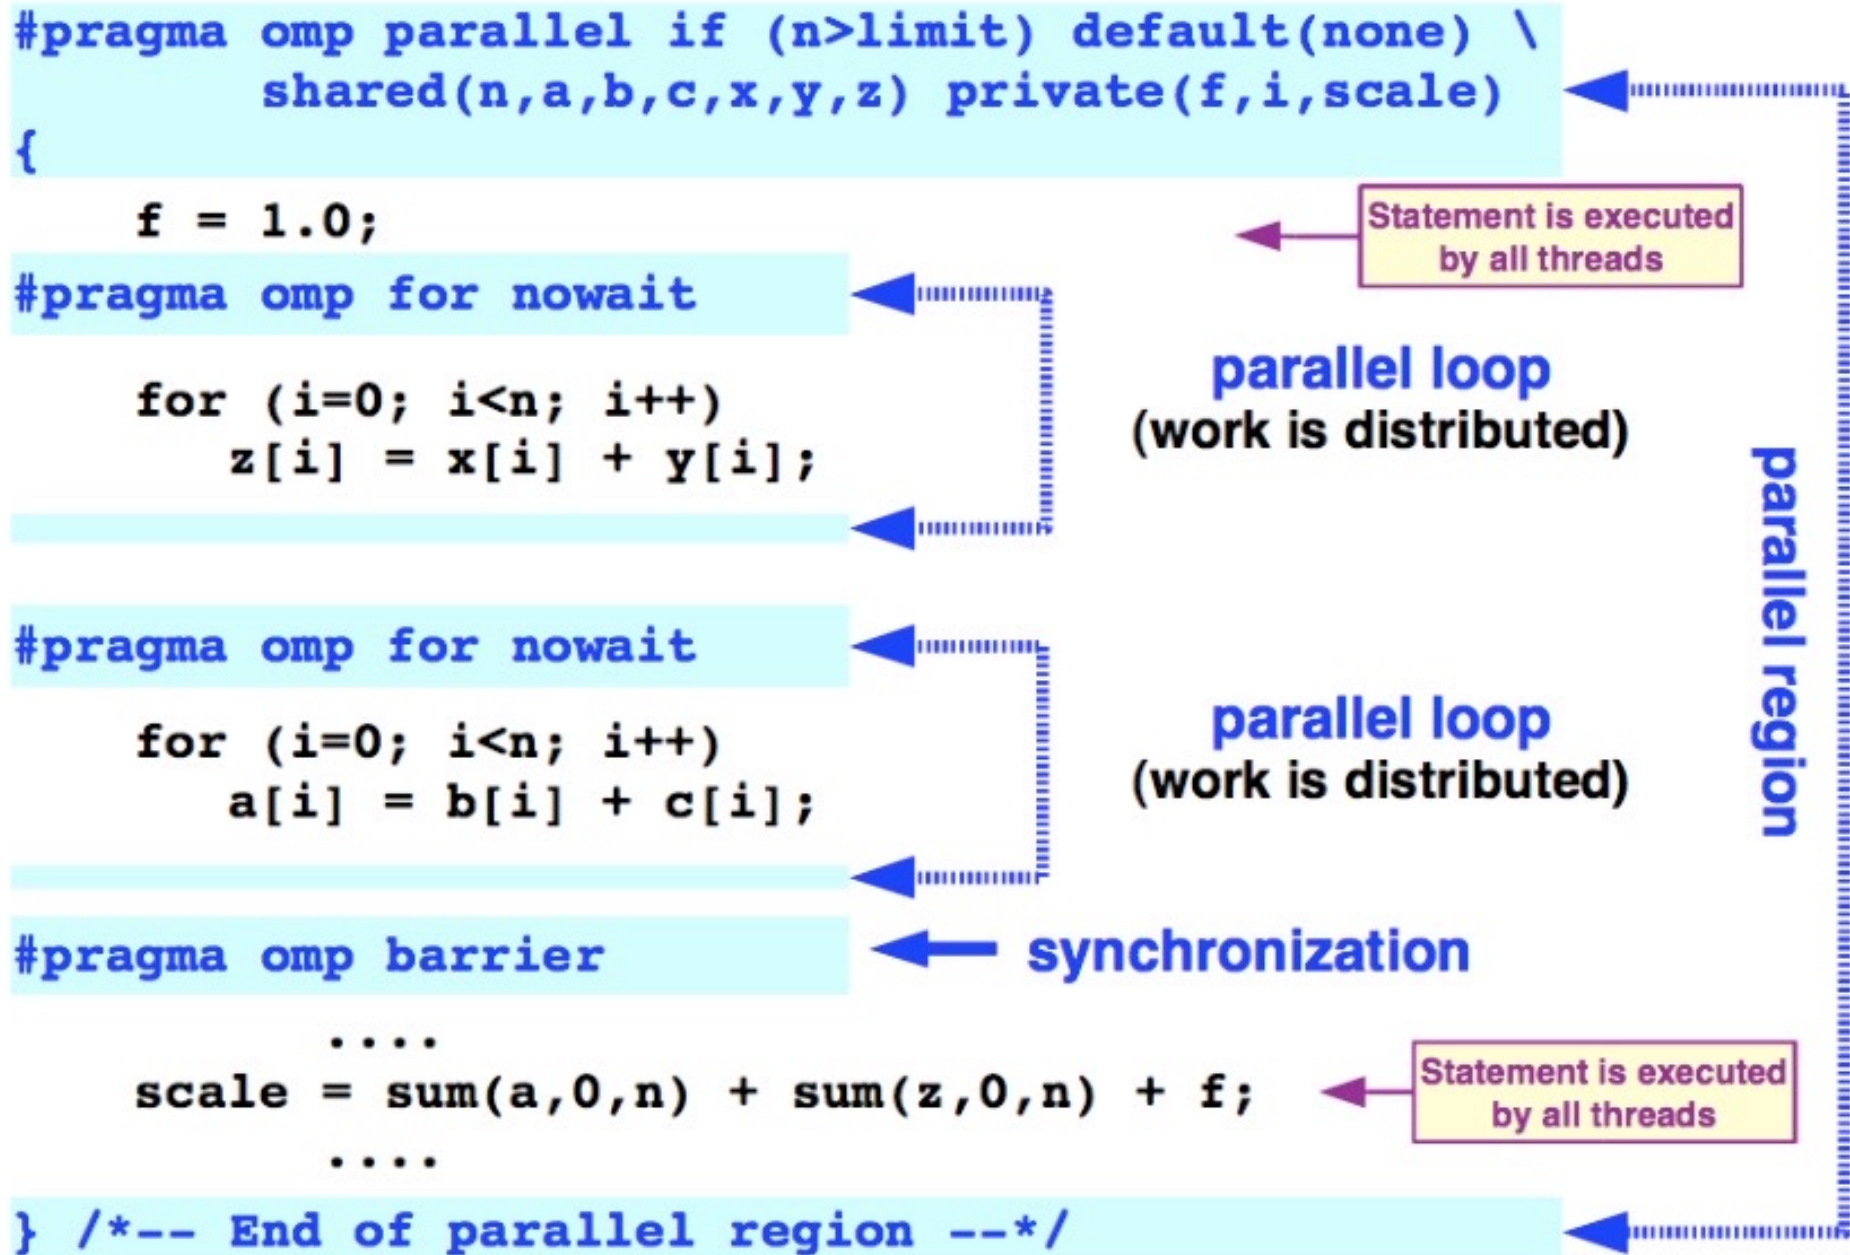 #pragma omp parallel if (n>limit) default(none) \
shared(n,a,b,c,x,y,z) private(f,i,scale)
{
f = 1.0;
Statement is executed
by all threads
#pragma omp for nowait
for (i=0; i<n; i++)
z[i] = x[i] + y[i];
parallel loop
(work is distributed)
#pragma omp for nowait
for (i=0; i<n; i++)
a[i] = b[i] + c[i];
parallel loop
(work is distributed)
parallel region
#pragma omp barrier
synchronization
....
scale = sum(a,0,n) + sum(z,0,n) + f;
Statement is executed
by all threads
....
} /*-- End of parallel region --*/